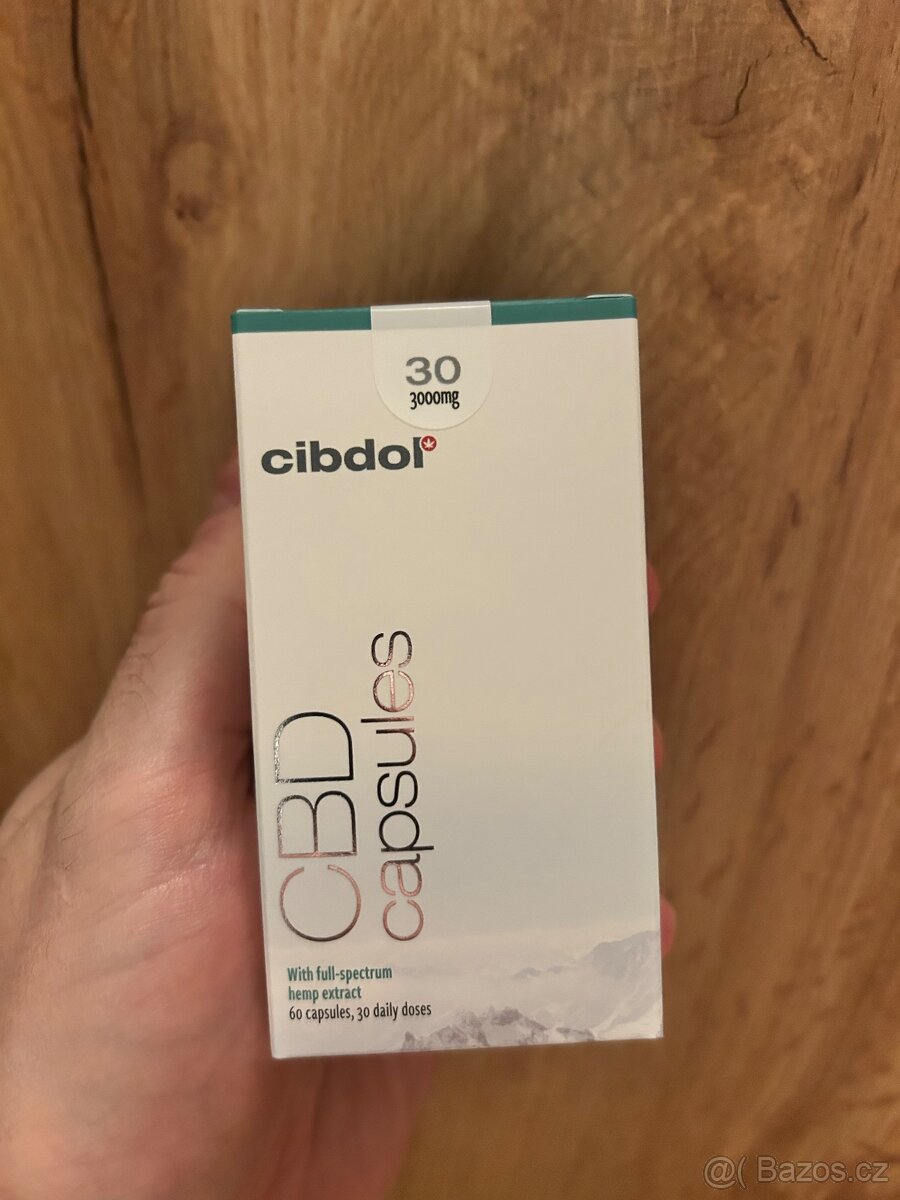 30
3000mg
cibdol
CBD
capsules
With full-spectrum
hemp extract
60 capsules, 30 daily doses
@( Bazos.cz